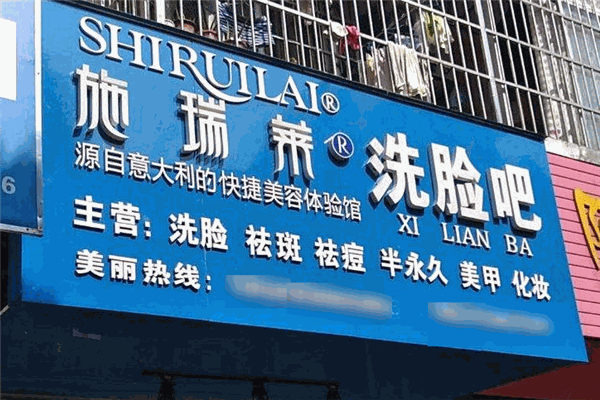 SHIRUILAI®
施瑞莱® 洗脸吧
XI LIAN BA
源自意大利的快捷美容体验馆
主营：洗脸 祛斑 祛痘 半永久 美甲 化妆
美丽热线：
6